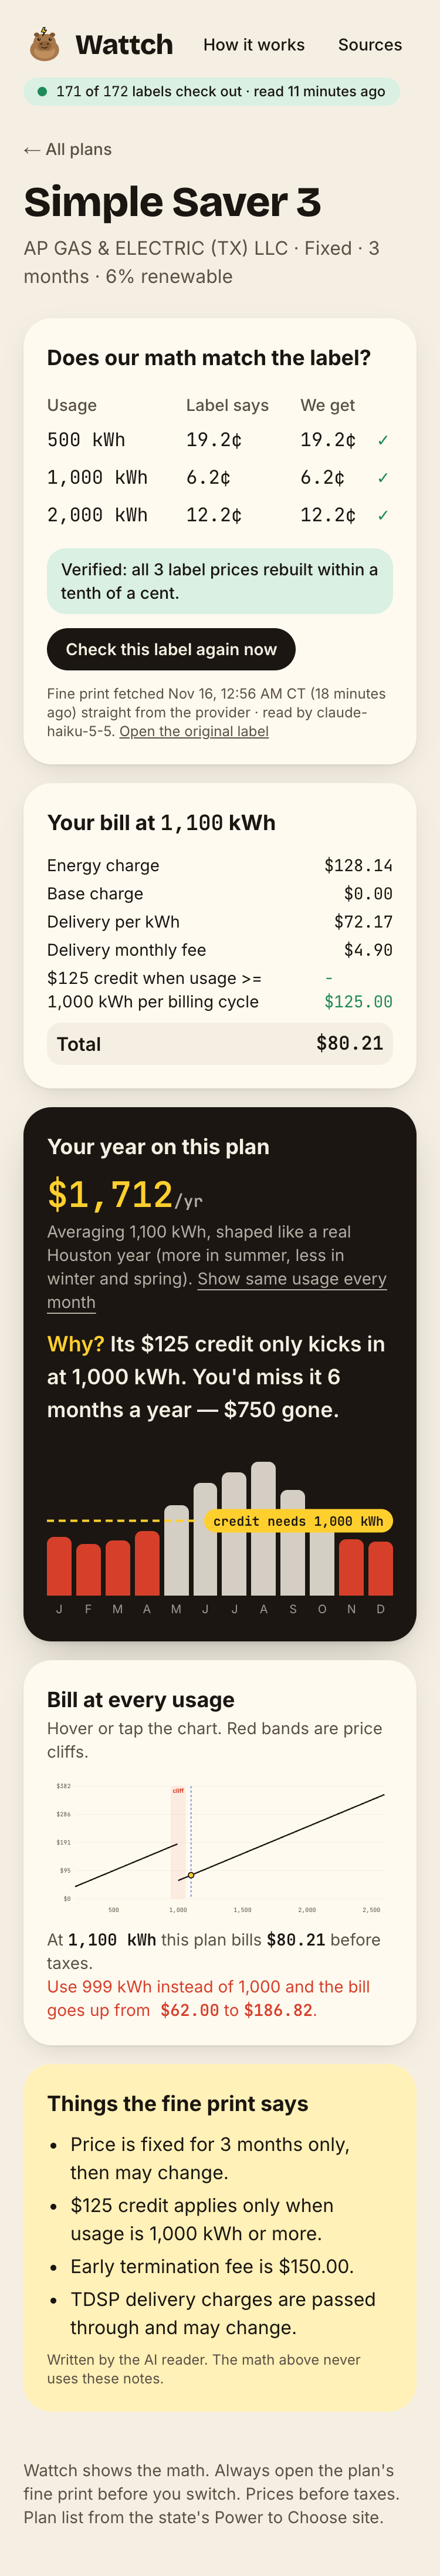 Wattch How it works Sources
171 of 172 labels check out · read 11 minutes ago
← All plans
Simple Saver 3
AP GAS & ELECTRIC (TX) LLC · Fixed · 3
months · 6% renewable
Does our math match the label?
Usage Label says We get
500 kWh 19.2¢ 19.2¢ ✓
1,000 kWh 6.2¢ 6.2¢ ✓
2,000 kWh 12.2¢ 12.2¢ ✓
Verified: all 3 label prices rebuilt within a
tenth of a cent.
Check this label again now
Fine print fetched Nov 16, 12:56 AM CT (18 minutes
ago) straight from the provider · read by claude-
haiku-5-5. Open the original label
Your bill at 1,100 kWh
Energy charge $128.14
Base charge $0.00
Delivery per kWh $72.17
Delivery monthly fee $4.90
$125 credit when usage >= -
1,000 kWh per billing cycle $125.00
Total $80.21
Your year on this plan
$1,712/yr
Averaging 1,100 kWh, shaped like a real
Houston year (more in summer, less in
winter and spring). Show same usage every
month
Why? Its $125 credit only kicks in
at 1,000 kWh. You'd miss it 6
months a year — $750 gone.
credit needs 1,000 kWh
J F M A M J J A S O N D
Bill at every usage
Hover or tap the chart. Red bands are price
cliffs.
$382
cliff
$286
$191
$95
$0
500 1,000 1,500 2,000 2,500
At 1,100 kWh this plan bills $80.21 before
taxes.
Use 999 kWh instead of 1,000 and the bill
goes up from $62.00 to $186.82.
Things the fine print says
• Price is fixed for 3 months only,
then may change.
• $125 credit applies only when
usage is 1,000 kWh or more.
• Early termination fee is $150.00.
• TDSP delivery charges are passed
through and may change.
Written by the AI reader. The math above never
uses these notes.
Wattch shows the math. Always open the plan's
fine print before you switch. Prices before taxes.
Plan list from the state's Power to Choose site.